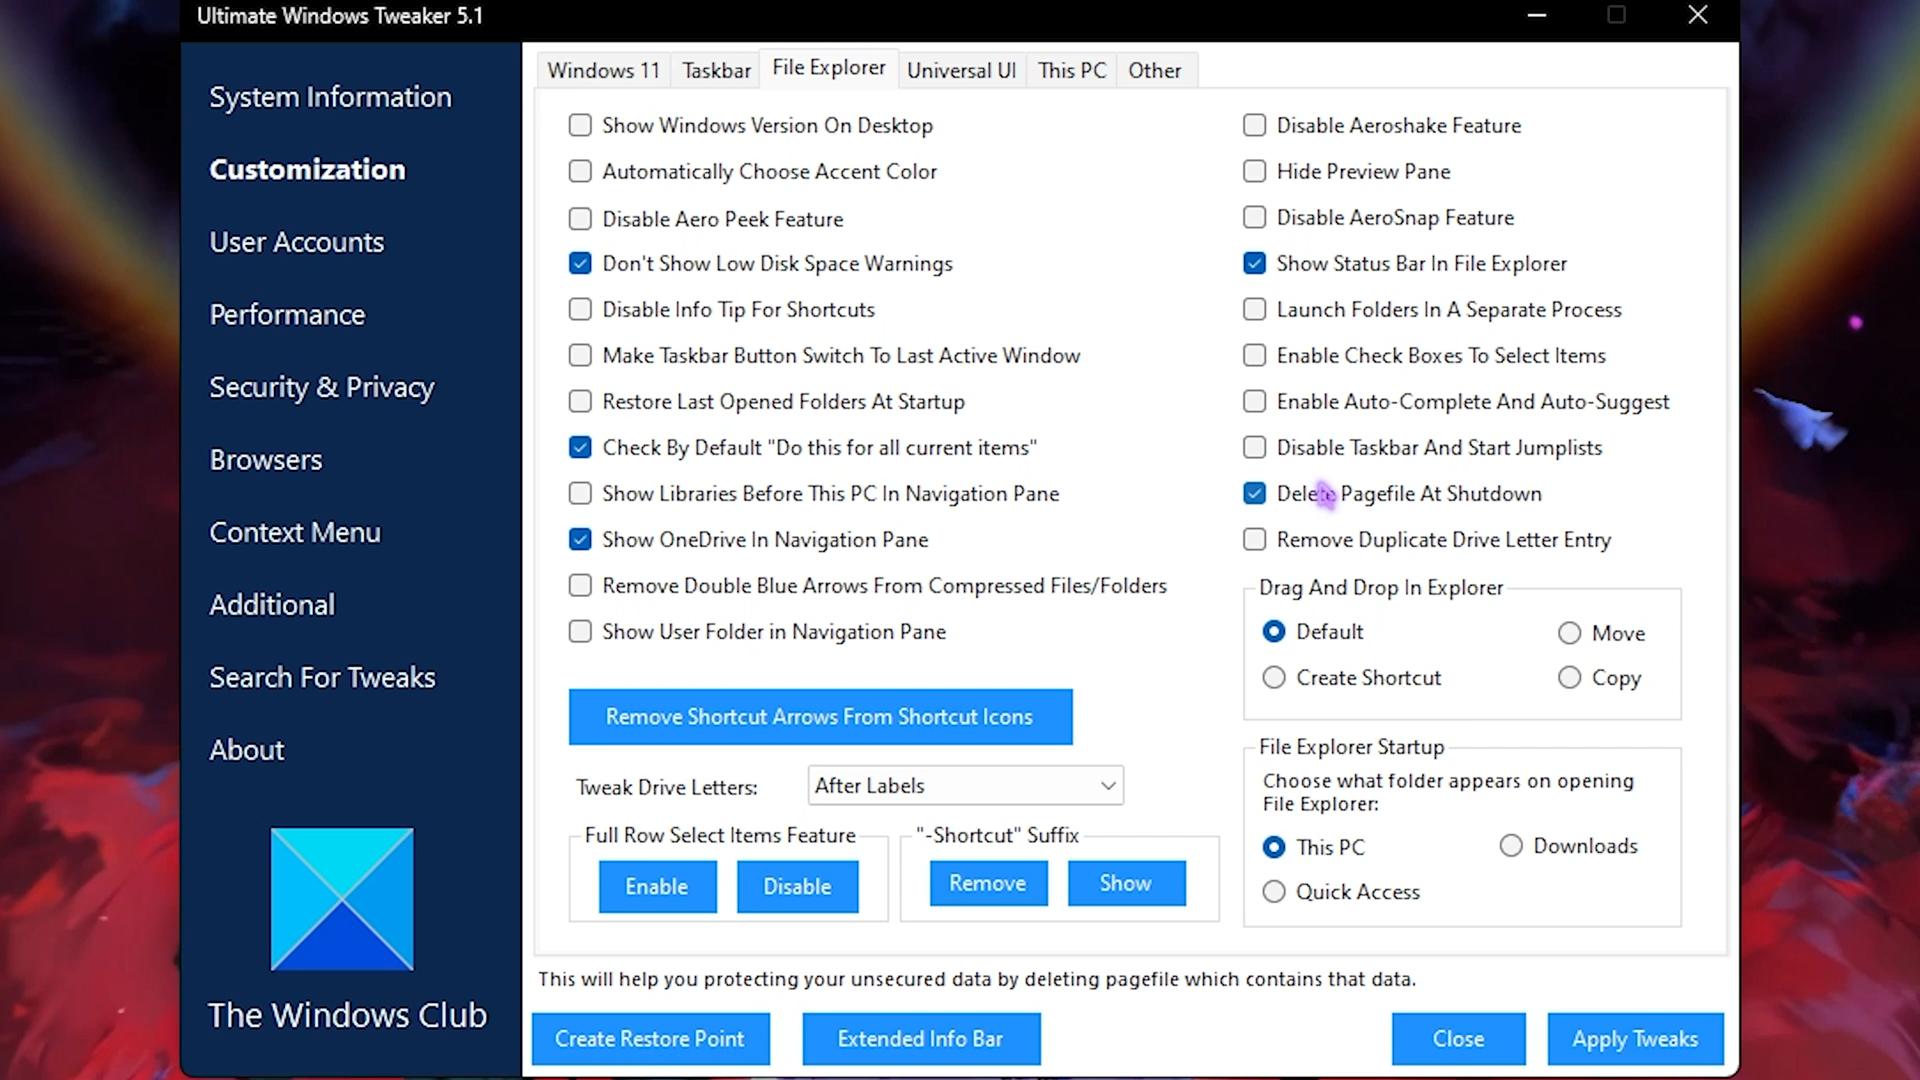 Ultimate Windows Tweaker 5.1
System Information
Customization
User Accounts
Performance
Security & Privacy
Browsers
Context Menu
Additional
Search For Tweaks
About
The Windows Club
Windows 11
Taskbar
File Explorer
Universal UI
This PC
Other
Show Windows Version On Desktop
Automatically Choose Accent Color
Disable Aero Peek Feature
Don't Show Low Disk Space Warnings
Disable Info Tip For Shortcuts
Make Taskbar Button Switch To Last Active Window
Restore Last Opened Folders At Startup
Check By Default "Do this for all current items"
Show Libraries Before This PC In Navigation Pane
Show OneDrive In Navigation Pane
Remove Double Blue Arrows From Compressed Files/Folders
Show User Folder in Navigation Pane
Remove Shortcut Arrows From Shortcut Icons
Tweak Drive Letters:
After Labels
Full Row Select Items Feature
Enable
Disable
"-Shortcut" Suffix
Remove
Show
Disable Aeroshake Feature
Hide Preview Pane
Disable AeroSnap Feature
Show Status Bar In File Explorer
Launch Folders In A Separate Process
Enable Check Boxes To Select Items
Enable Auto-Complete And Auto-Suggest
Disable Taskbar And Start Jumplists
Delete Pagefile At Shutdown
Remove Duplicate Drive Letter Entry
Drag And Drop In Explorer
Default
Move
Create Shortcut
Copy
File Explorer Startup
Choose what folder appears on opening
File Explorer:
This PC
Downloads
Quick Access
This will help you protecting your unsecured data by deleting pagefile which contains that data.
Create Restore Point
Extended Info Bar
Close
Apply Tweaks